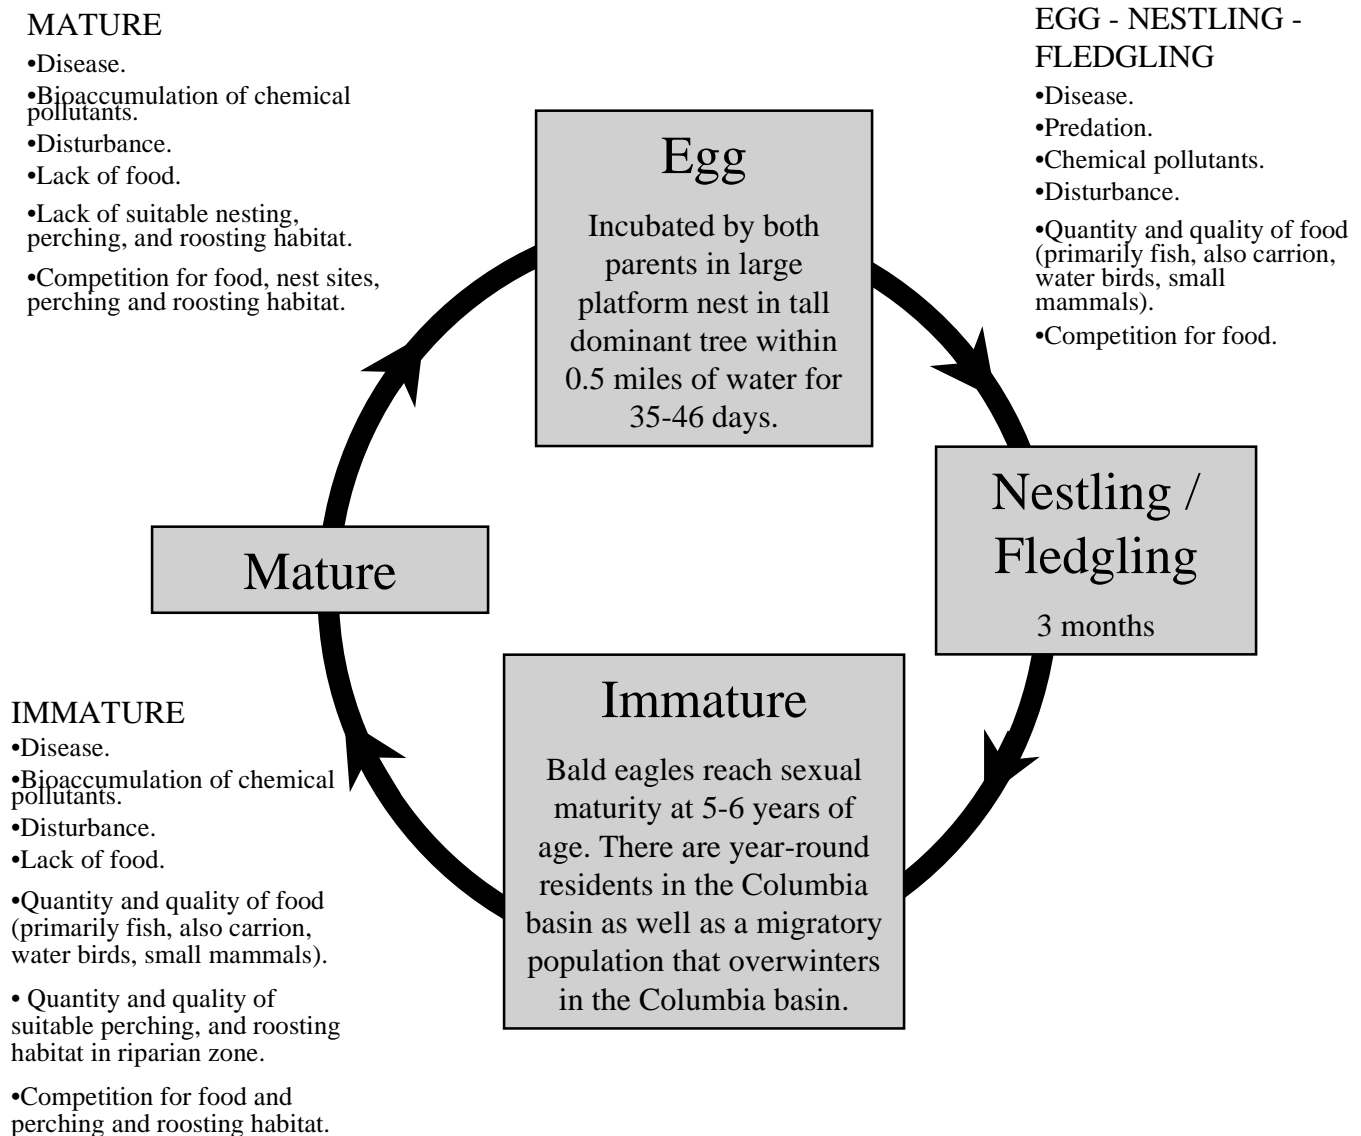 MATURE
•Disease.
•Bioaccumulation of chemical
pollutants.
•Disturbance.
•Lack of food.
•Lack of suitable nesting,
perching, and roosting habitat.
•Competition for food, nest sites,
perching and roosting habitat.
EGG - NESTLING -
FLEDGLING
•Disease.
•Predation.
•Chemical pollutants.
•Disturbance.
•Quantity and quality of food
(primarily fish, also carrion,
water birds, small
mammals).
•Competition for food.
Egg
Incubated by both
parents in large
platform nest in tall
dominant tree within
0.5 miles of water for
35-46 days.
Nestling /
Fledgling
3 months
Mature
Immature
Bald eagles reach sexual
maturity at 5-6 years of
age. There are year-round
residents in the Columbia
basin as well as a migratory
population that overwinters
in the Columbia basin.
IMMATURE
•Disease.
•Bioaccumulation of chemical
pollutants.
•Disturbance.
•Lack of food.
•Quantity and quality of food
(primarily fish, also carrion,
water birds, small mammals).
• Quantity and quality of
suitable perching, and roosting
habitat in riparian zone.
•Competition for food and
perching and roosting habitat.